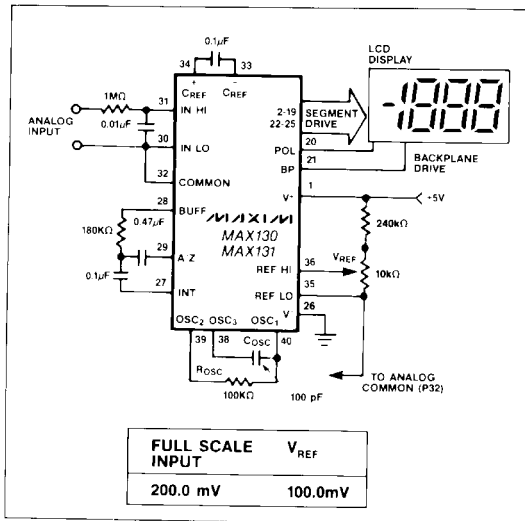 0.1µF
LCD
DISPLAY
34
33
+
−
CREF
CREF
1MΩ
31
IN HI
ANALOG
INPUT
0.01µF
30
IN LO
32
COMMON
28
BUFF
0.47µF
180KΩ
29
A/Z
0.1µF
27
INT
2-19
22-25
SEGMENT
DRIVE
-1888
20
POL
21
BP
BACKPLANE
DRIVE
1
V+
+5V
MAXIM
MAX130
MAX131
240kΩ
36
REF HI
VREF
10kΩ
35
REF LO
26
V-
OSC2
OSC3
OSC1
39
38
COSC
40
ROSC
100KΩ
100 pF
TO ANALOG
COMMON (P32)
FULL SCALE INPUT
VREF
200.0 mV
100.0mV